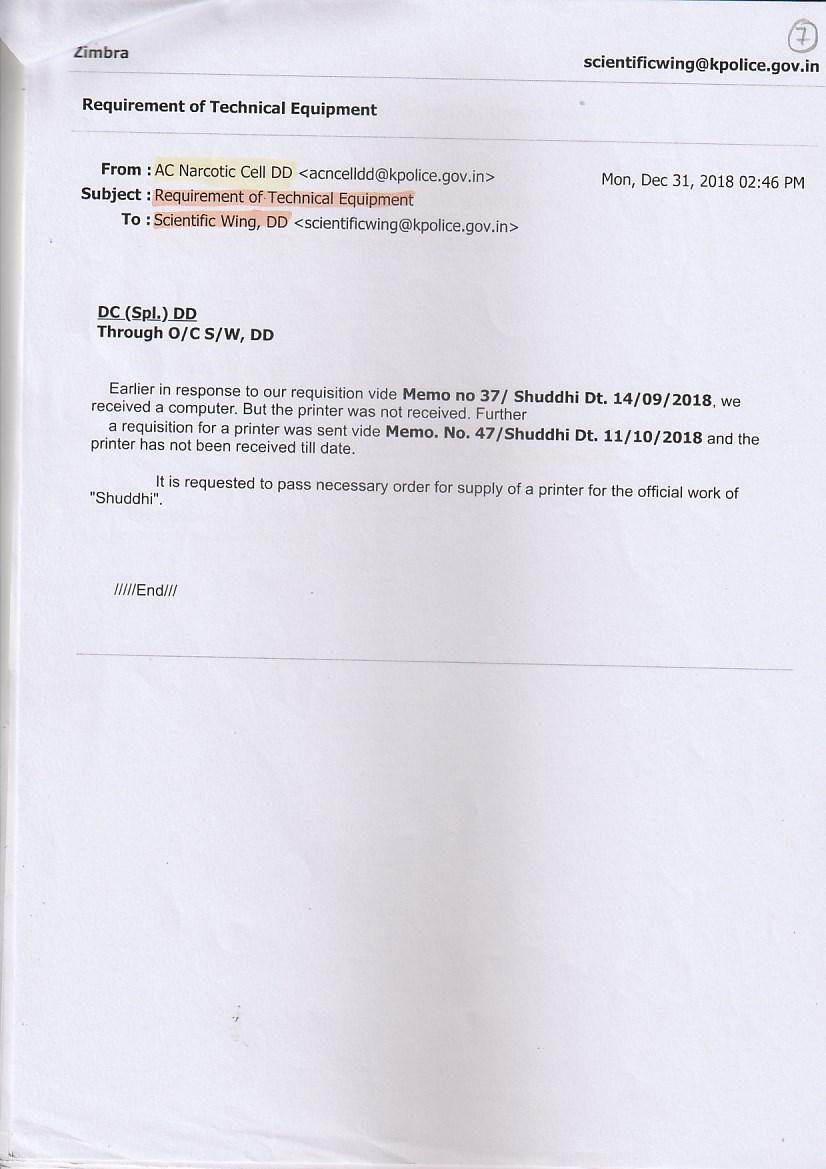 7
Zimbra
scientificwing@kpolice.gov.in
Requirement of Technical Equipment
From : AC Narcotic Cell DD <acncelldd@kpolice.gov.in>
Mon, Dec 31, 2018 02:46 PM
Subject : Requirement of Technical Equipment
To : Scientific Wing, DD <scientificwing@kpolice.gov.in>
DC (Spl.) DD
Through O/C S/W, DD
Earlier in response to our requisition vide Memo no 37/ Shuddhi Dt. 14/09/2018, we
received a computer. But the printer was not received. Further
a requisition for a printer was sent vide Memo. No. 47/Shuddhi Dt. 11/10/2018 and the
printer has not been received till date.
It is requested to pass necessary order for supply of a printer for the official work of
"Shuddhi".
/////End///